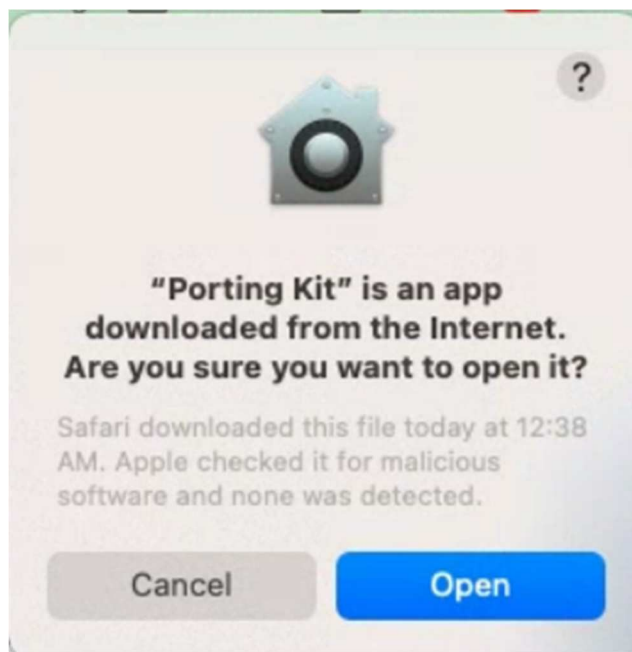 ?
"Porting Kit" is an app
downloaded from the Internet.
Are you sure you want to open it?
Safari downloaded this file today at 12:38
AM. Apple checked it for malicious
software and none was detected.
Cancel
Open